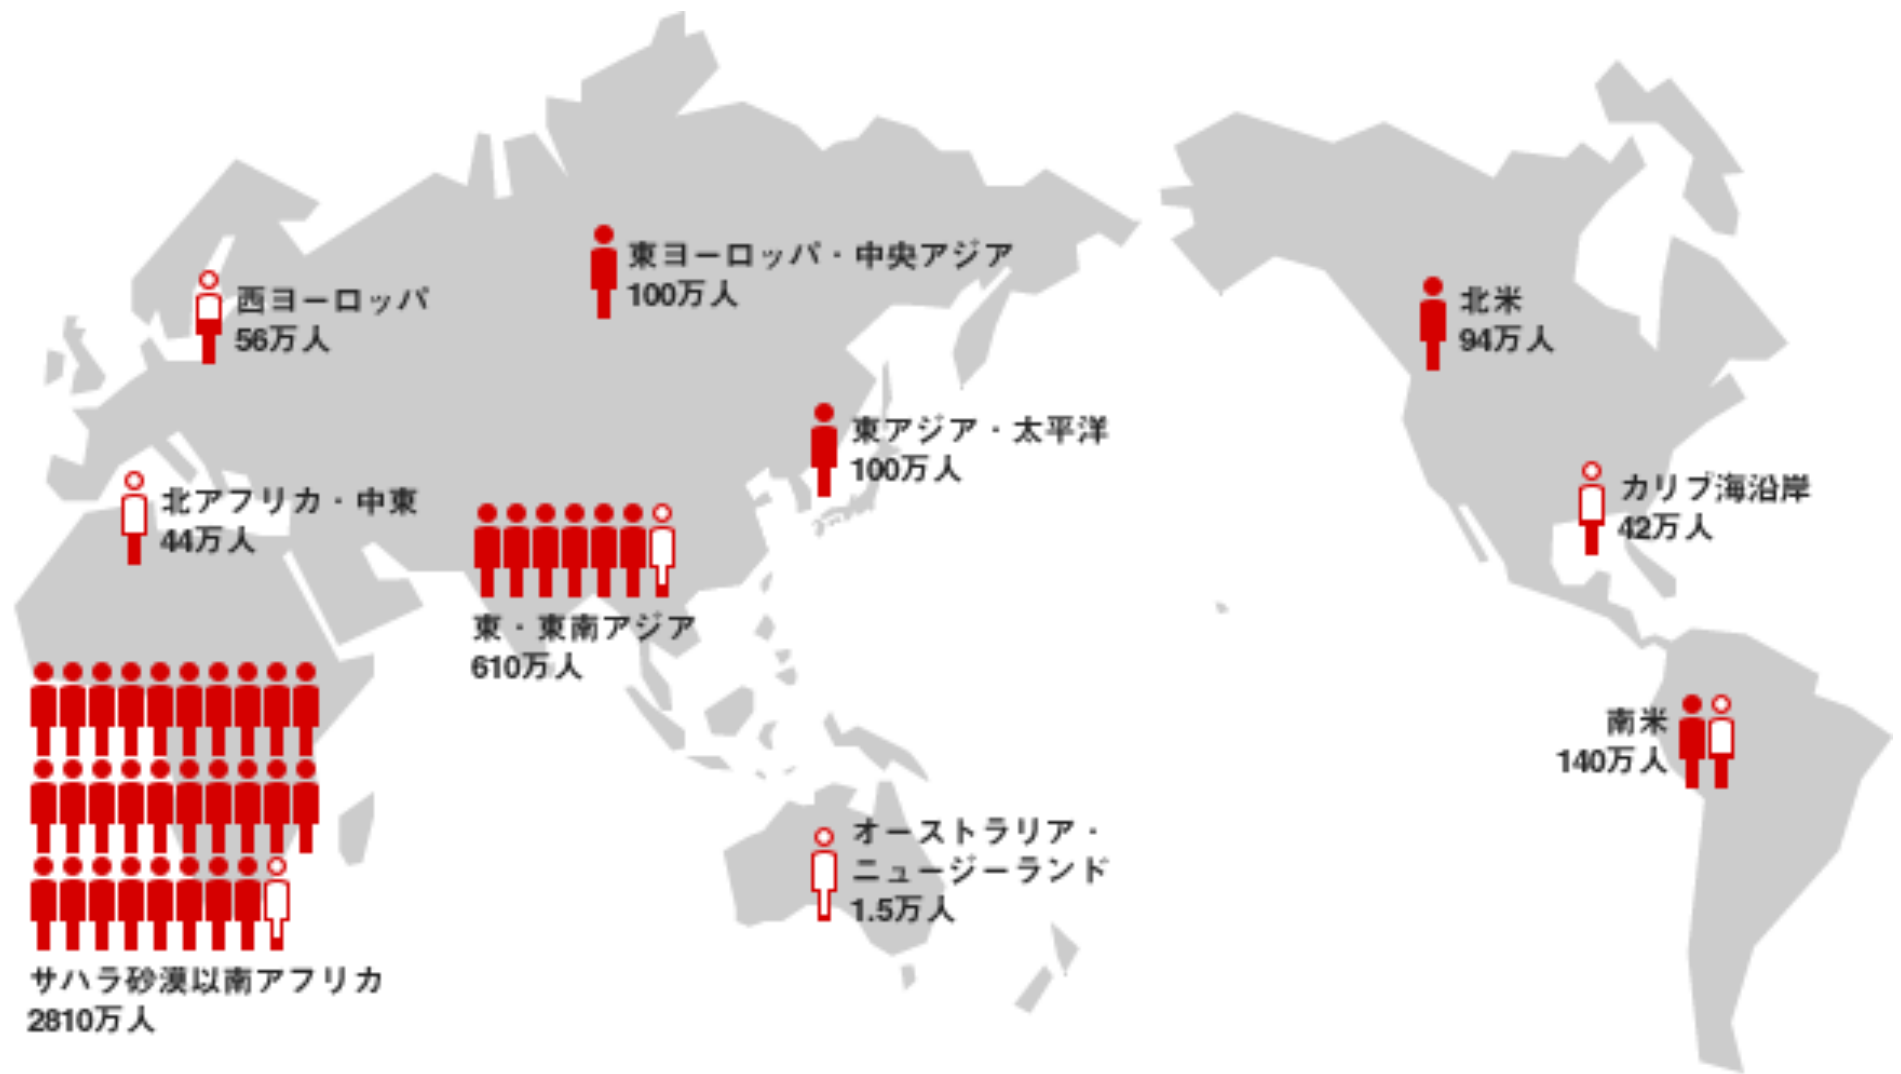 東ヨーロッパ・中央アジア
100万人
西ヨーロッパ
56万人
北米
94万人
東アジア・太平洋
100万人
北アフリカ・中東
44万人
カリブ海沿岸
42万人
東・東南アジア
610万人
南米
140万人
オーストラリア・
ニュージーランド
1.5万人
サハラ砂漠以南アフリカ
2810万人